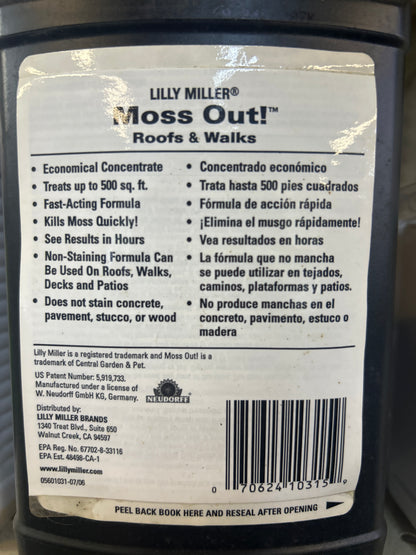 LILLY MILLER®
Moss Out!™
Roofs & Walks
• Economical Concentrate
• Treats up to 500 sq. ft.
• Fast-Acting Formula
• Kills Moss Quickly!
• See Results in Hours
• Non-Staining Formula Can
Be Used On Roofs, Walks,
Decks and Patios
• Does not stain concrete,
pavement, stucco, or wood
• Concentrado económico
• Trata hasta 500 pies cuadrados
• Fórmula de acción rápida
• ¡Elimina el musgo rápidamente!
• Vea resultados en horas
• La fórmula que no mancha
se puede utilizar en tejados,
caminos, plataformas y patios.
• No produce manchas en el
concreto, pavimento, estuco o
madera
Lilly Miller is a registered trademark and Moss Out! is a
trademark of Central Garden & Pet.
US Patent Number: 5,919,733.
Manufactured under a license of
W. Neudorff GmbH KG, Germany.
NEUDORFF
Distributed by:
LILLY MILLER BRANDS
1340 Treat Blvd., Suite 650
Walnut Creek, CA 94597
EPA Reg. No. 67702-8-33116
EPA Est. 48498-CA-1
www.lillymiller.com
05601031-07/06
0 70624 10315 9
PEEL BACK BOOK HERE AND RESEAL AFTER OPENING